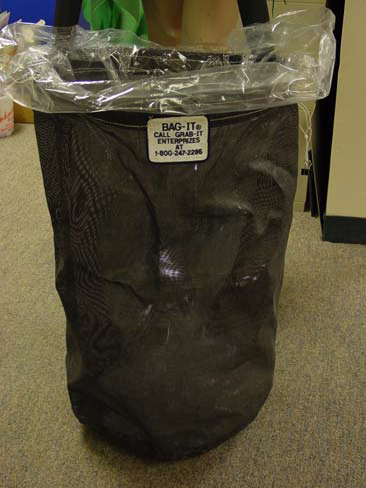 BAG-IT®
CALL GRAB-IT
ENTERPRIZES
AT
1-800-247-2286